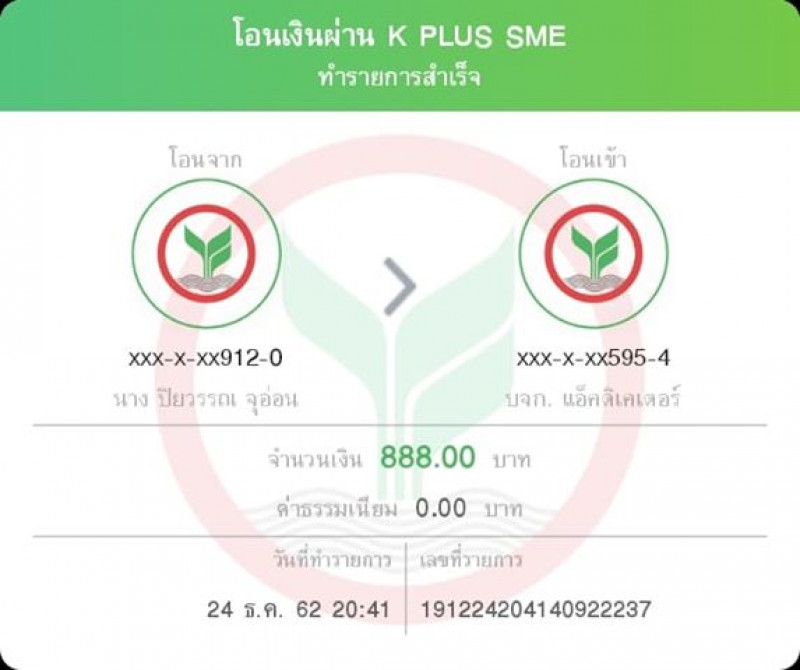 โอนเงินผ่าน K PLUS SME
ทำรายการสำเร็จ
โอนจาก
โอนเข้า
xxx-x-xx912-0
xxx-x-xx595-4
นาง ปิยวรรณ จุอ่อน
บจก. แอ็คดิเคเตอร์
จำนวนเงิน 888.00 บาท
ค่าธรรมเนียม 0.00 บาท
วันที่ทำรายการ
เลขที่รายการ
24 ธ.ค. 62 20:41
191224204140922237